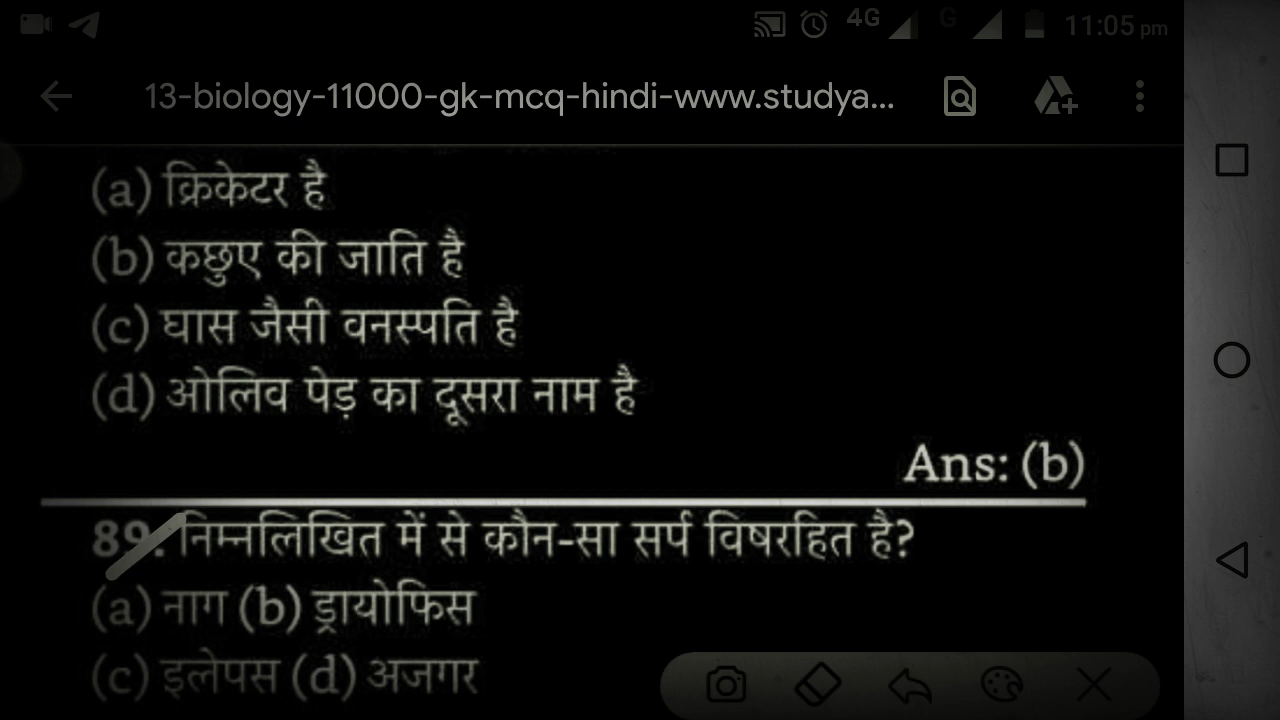 4G G 11:05 pm
13-biology-11000-gk-mcq-hindi-www.studya...
(a) क्रिकेटर है
(b) कछुए की जाति है
(c) घास जैसी वनस्पति है
(d) ओलिव पेड़ का दूसरा नाम है
Ans: (b)
89. निम्नलिखित में से कौन-सा सर्प विषरहित है?
(a) नाग (b) ड्रायोफिस
(c) इलेपस (d) अजगर